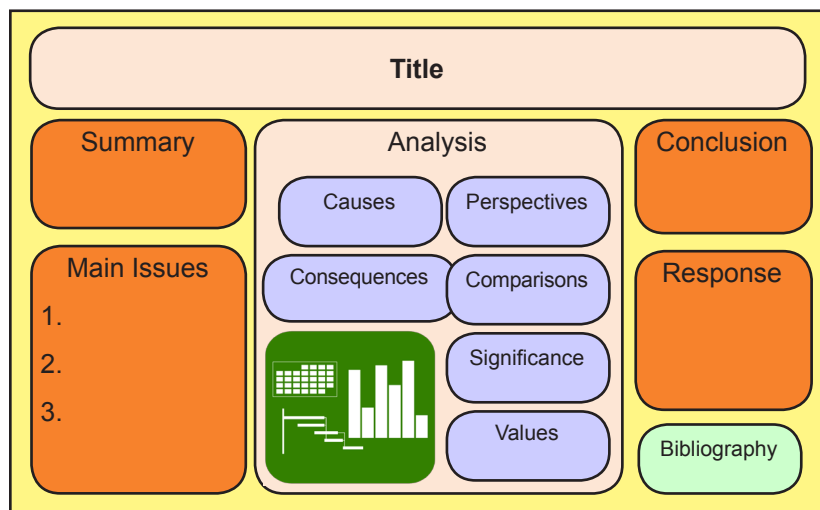 Title
Summary
Main Issues
1.
2.
3.
Analysis
Causes
Perspectives
Consequences
Comparisons
Significance
Values
Conclusion
Response
Bibliography